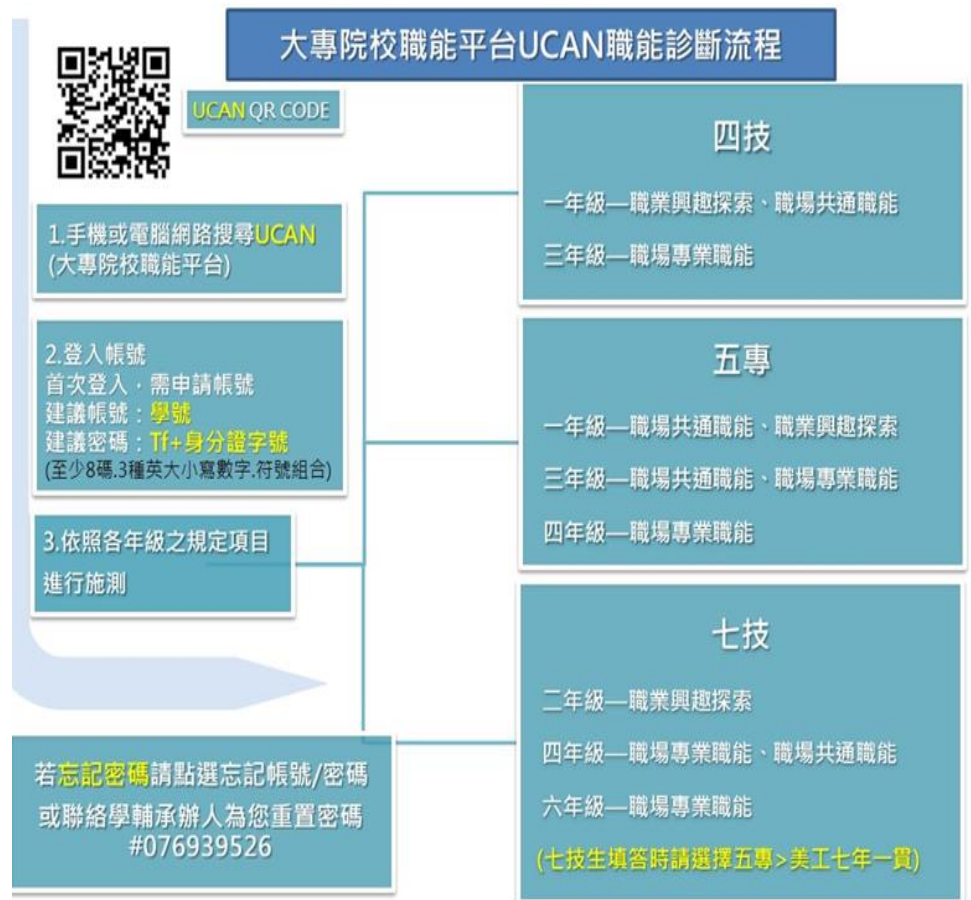 大專院校職能平台UCAN職能診斷流程
UCAN QR CODE
1.手機或電腦網路搜尋UCAN
(大專院校職能平台)
2.登入帳號
首次登入，需申請帳號
建議帳號：學號
建議密碼：Tf+身分證字號
(至少8碼.3種英大小寫數字.符號組合)
3.依照各年級之規定項目
進行施測
若忘記密碼請點選忘記帳號/密碼
或聯絡學輔承辦人為您重置密碼
#076939526
四技
一年級—職業興趣探索、職場共通職能
三年級—職場專業職能
五專
一年級—職場共通職能、職業興趣探索
三年級—職場共通職能、職場專業職能
四年級—職場專業職能
七技
二年級—職業興趣探索
四年級—職場專業職能、職場共通職能
六年級—職場專業職能
(七技生填答時請選擇五專>美工七年一貫)